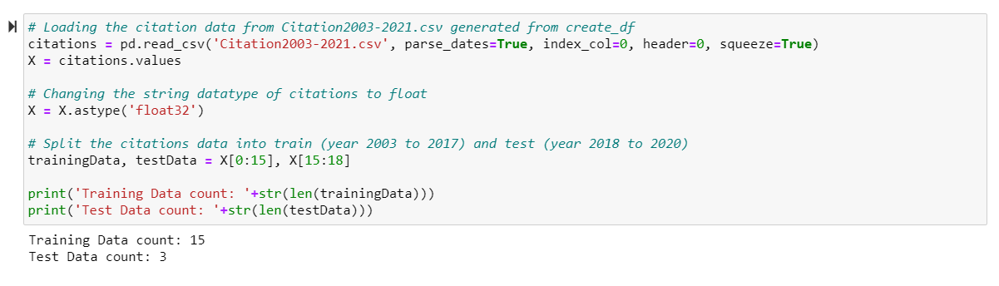 # Loading the citation data from Citation2003-2021.csv generated from create_df
citations = pd.read_csv('Citation2003-2021.csv', parse_dates=True, index_col=0, header=0, squeeze=True)
X = citations.values
# Changing the string datatype of citations to float
X = X.astype('float32')
# Split the citations data into train (year 2003 to 2017) and test (year 2018 to 2020)
trainingData, testData = X[0:15], X[15:18]
print('Training Data count: '+str(len(trainingData)))
print('Test Data count: '+str(len(testData)))
Training Data count: 15
Test Data count: 3